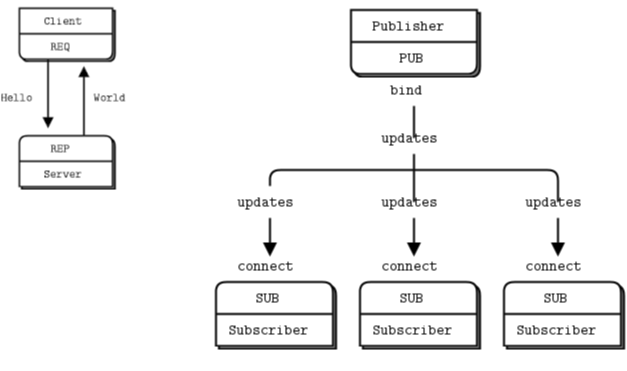 Client
REQ
Hello
World
REP
Server
Publisher
PUB
bind
updates
updates updates updates
connect connect connect
SUB SUB SUB
Subscriber Subscriber Subscriber